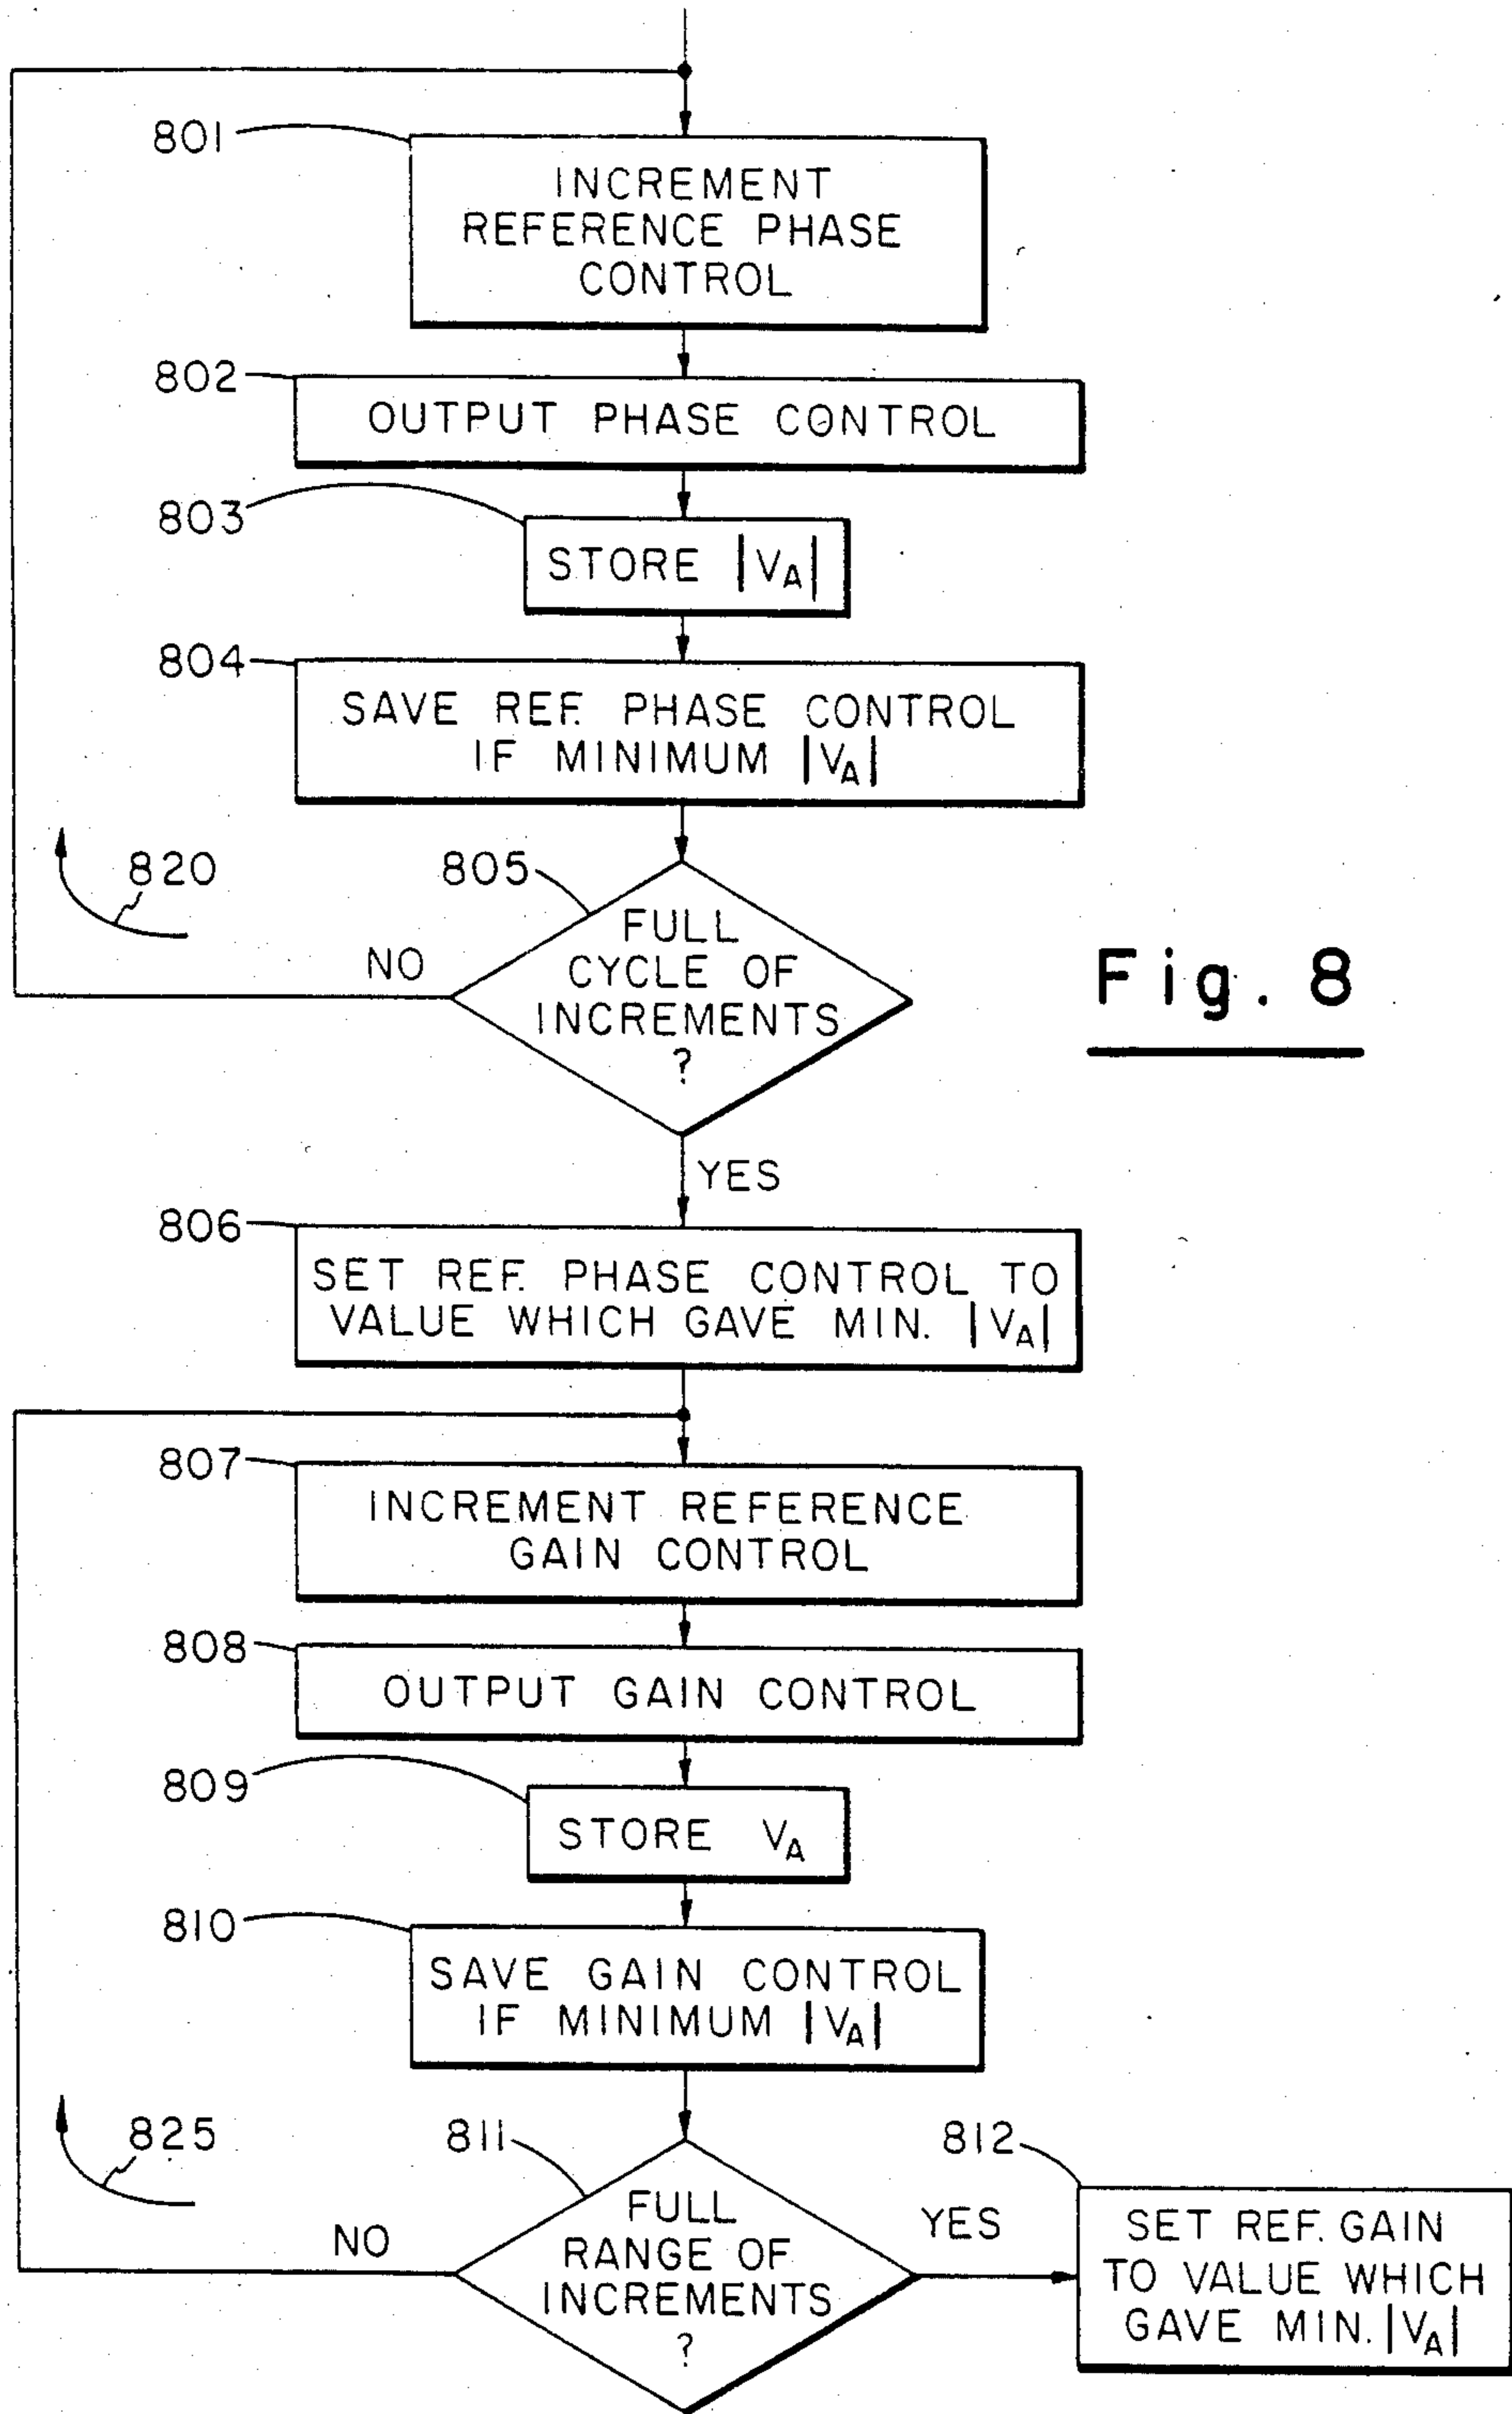 801
INCREMENT
REFERENCE PHASE
CONTROL
802
OUTPUT PHASE CONTROL
803
STORE |VA|
804
SAVE REF. PHASE CONTROL
IF MINIMUM |VA|
820
805
FULL
CYCLE OF
INCREMENTS
?
NO
Fig. 8
YES
806
SET REF. PHASE CONTROL TO
VALUE WHICH GAVE MIN. |VA|
807
INCREMENT REFERENCE
GAIN CONTROL
808
OUTPUT GAIN CONTROL
809
STORE VA
810
SAVE GAIN CONTROL
IF MINIMUM |VA|
825
811
FULL
RANGE OF
INCREMENTS
?
NO
YES
812
SET REF. GAIN
TO VALUE WHICH
GAVE MIN. |VA|